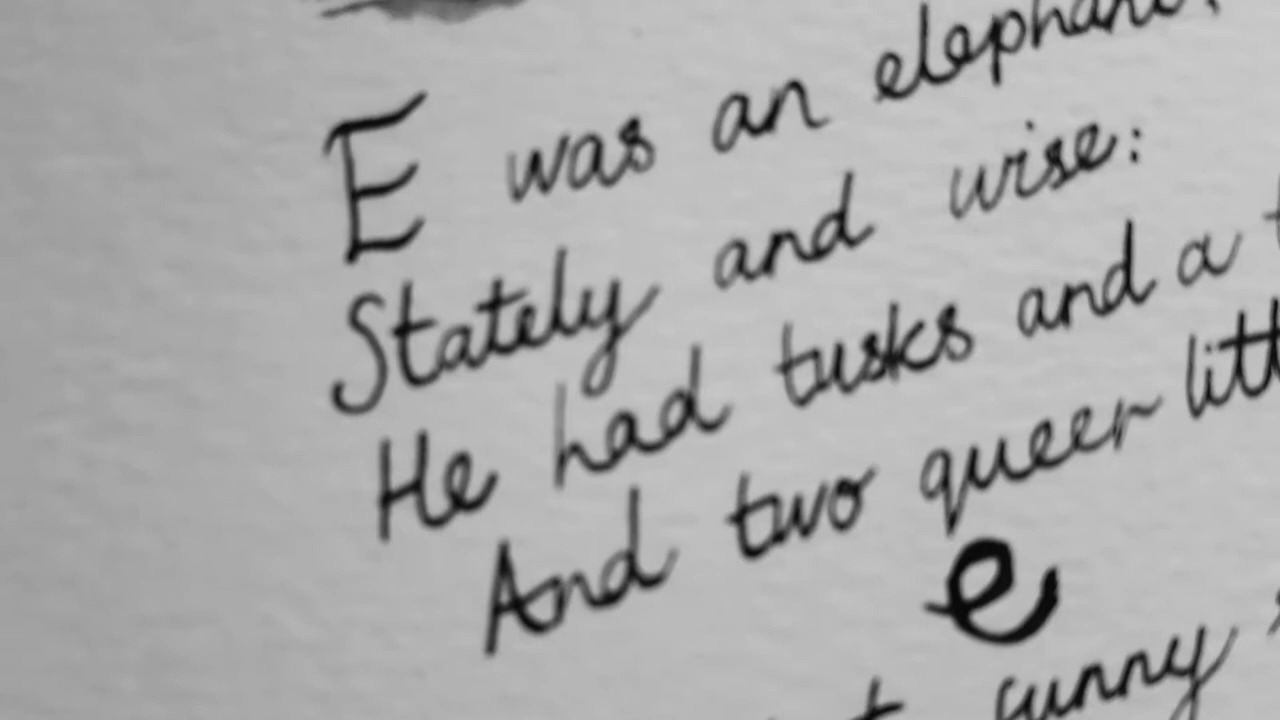 E was an elephant,
Stately and wise:
He had tusks and a
And two queer
e